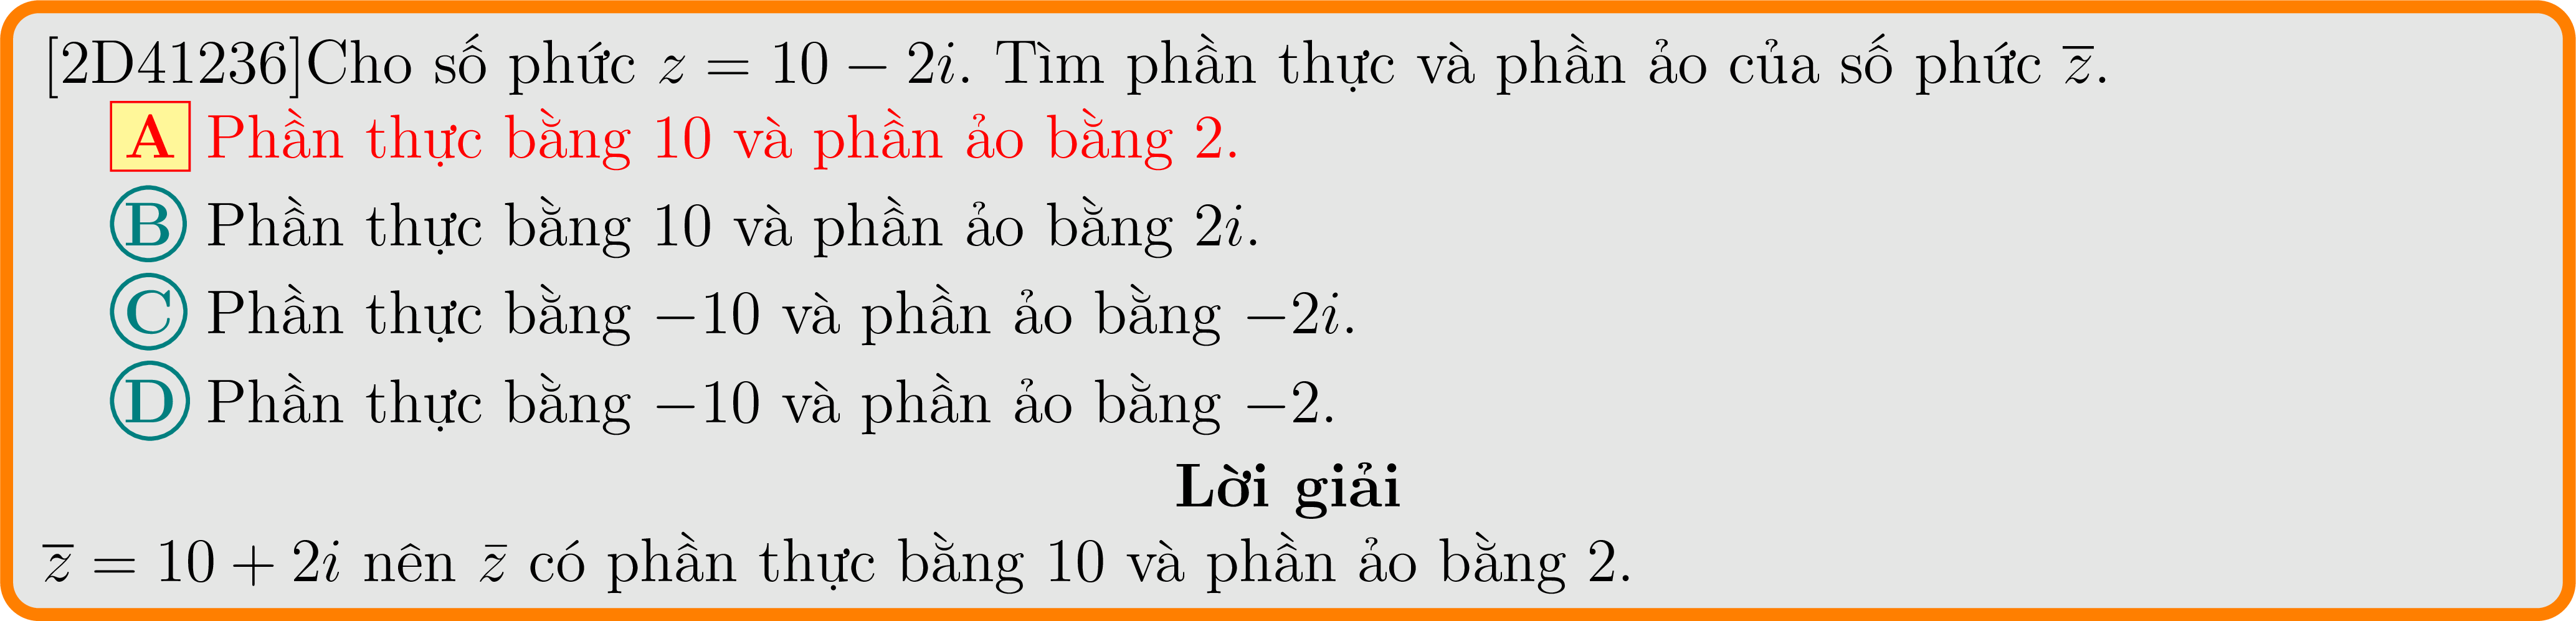 [2D41236]Cho số phức z = 10 − 2i. Tìm phần thực và phần ảo của số phức z̅.
A Phần thực bằng 10 và phần ảo bằng 2.
B Phần thực bằng 10 và phần ảo bằng 2i.
C Phần thực bằng −10 và phần ảo bằng −2i.
D Phần thực bằng −10 và phần ảo bằng −2.
Lời giải
z̅ = 10 + 2i nên z̄ có phần thực bằng 10 và phần ảo bằng 2.